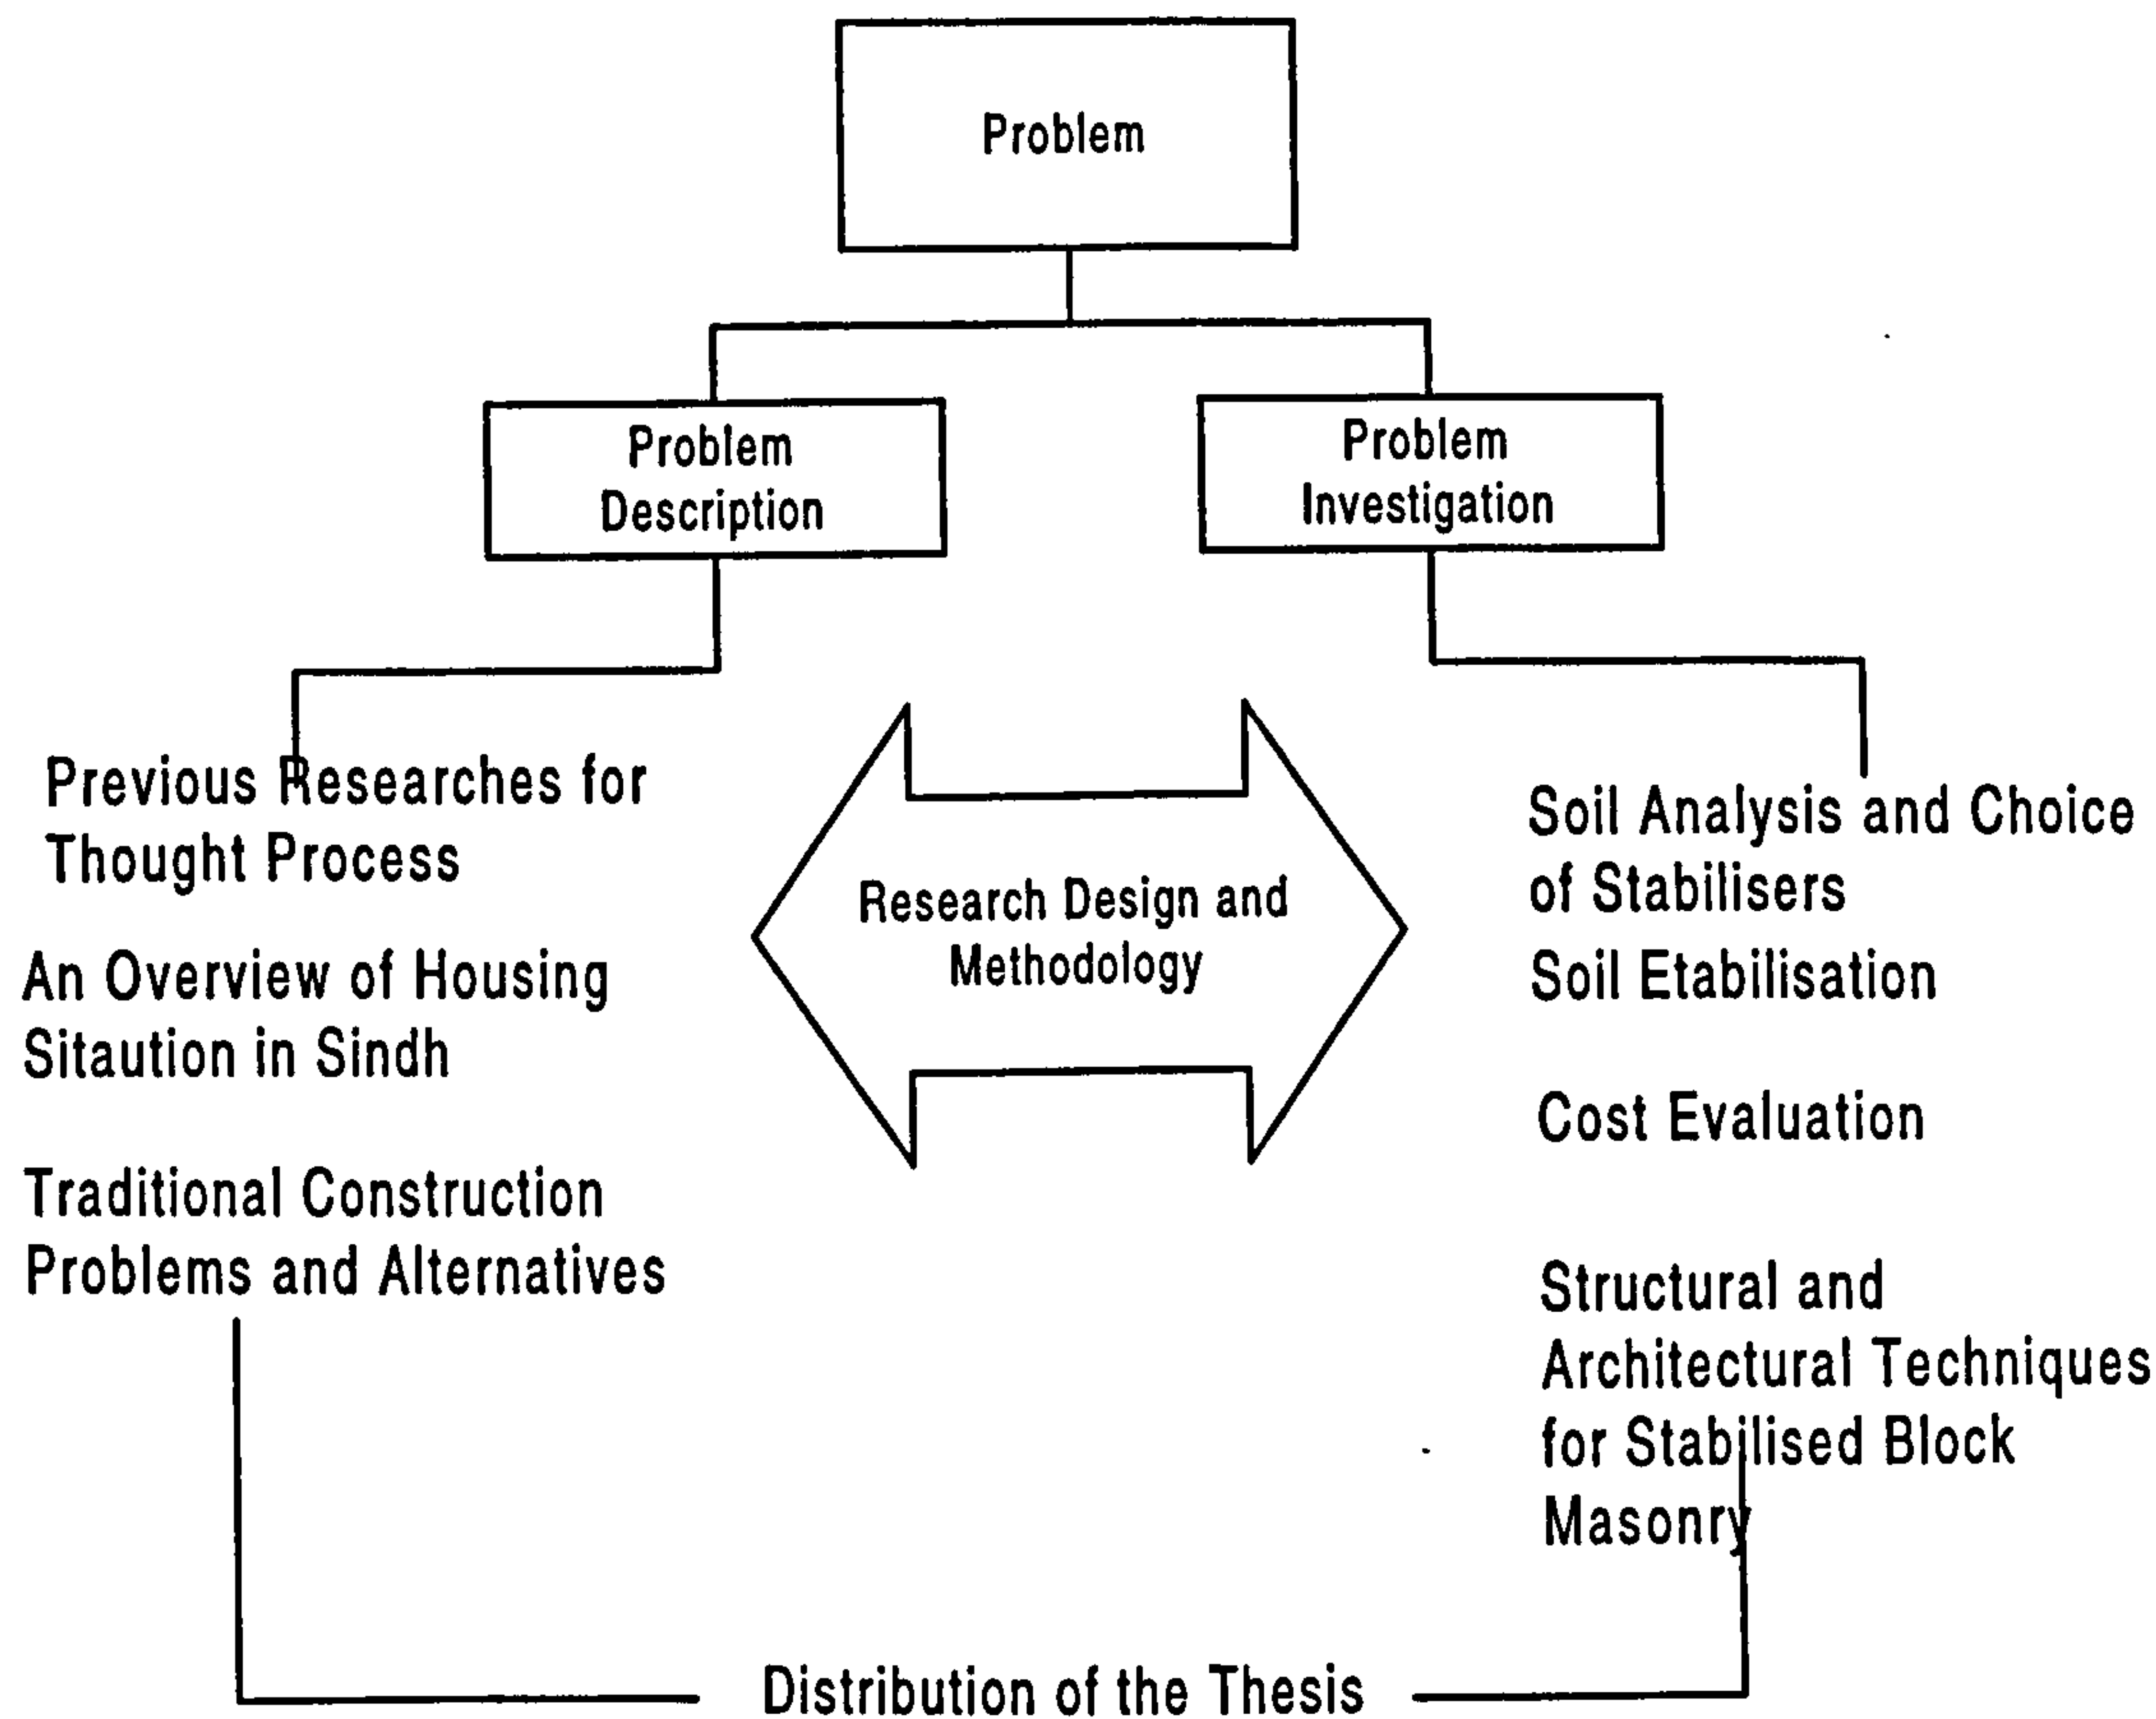 Problem
Problem
Description
Problem
Investigation
Previous Researches for
Thought Process
An Overview of Housing
Sitaution in Sindh
Traditional Construction
Problems and Alternatives
Research Design and
Methodology
Soil Analysis and Choice
of Stabilisers
Soil Etabilisation
Cost Evaluation
Structural and
Architectural Techniques
for Stabilised Block
Masonry
Distribution of the Thesis